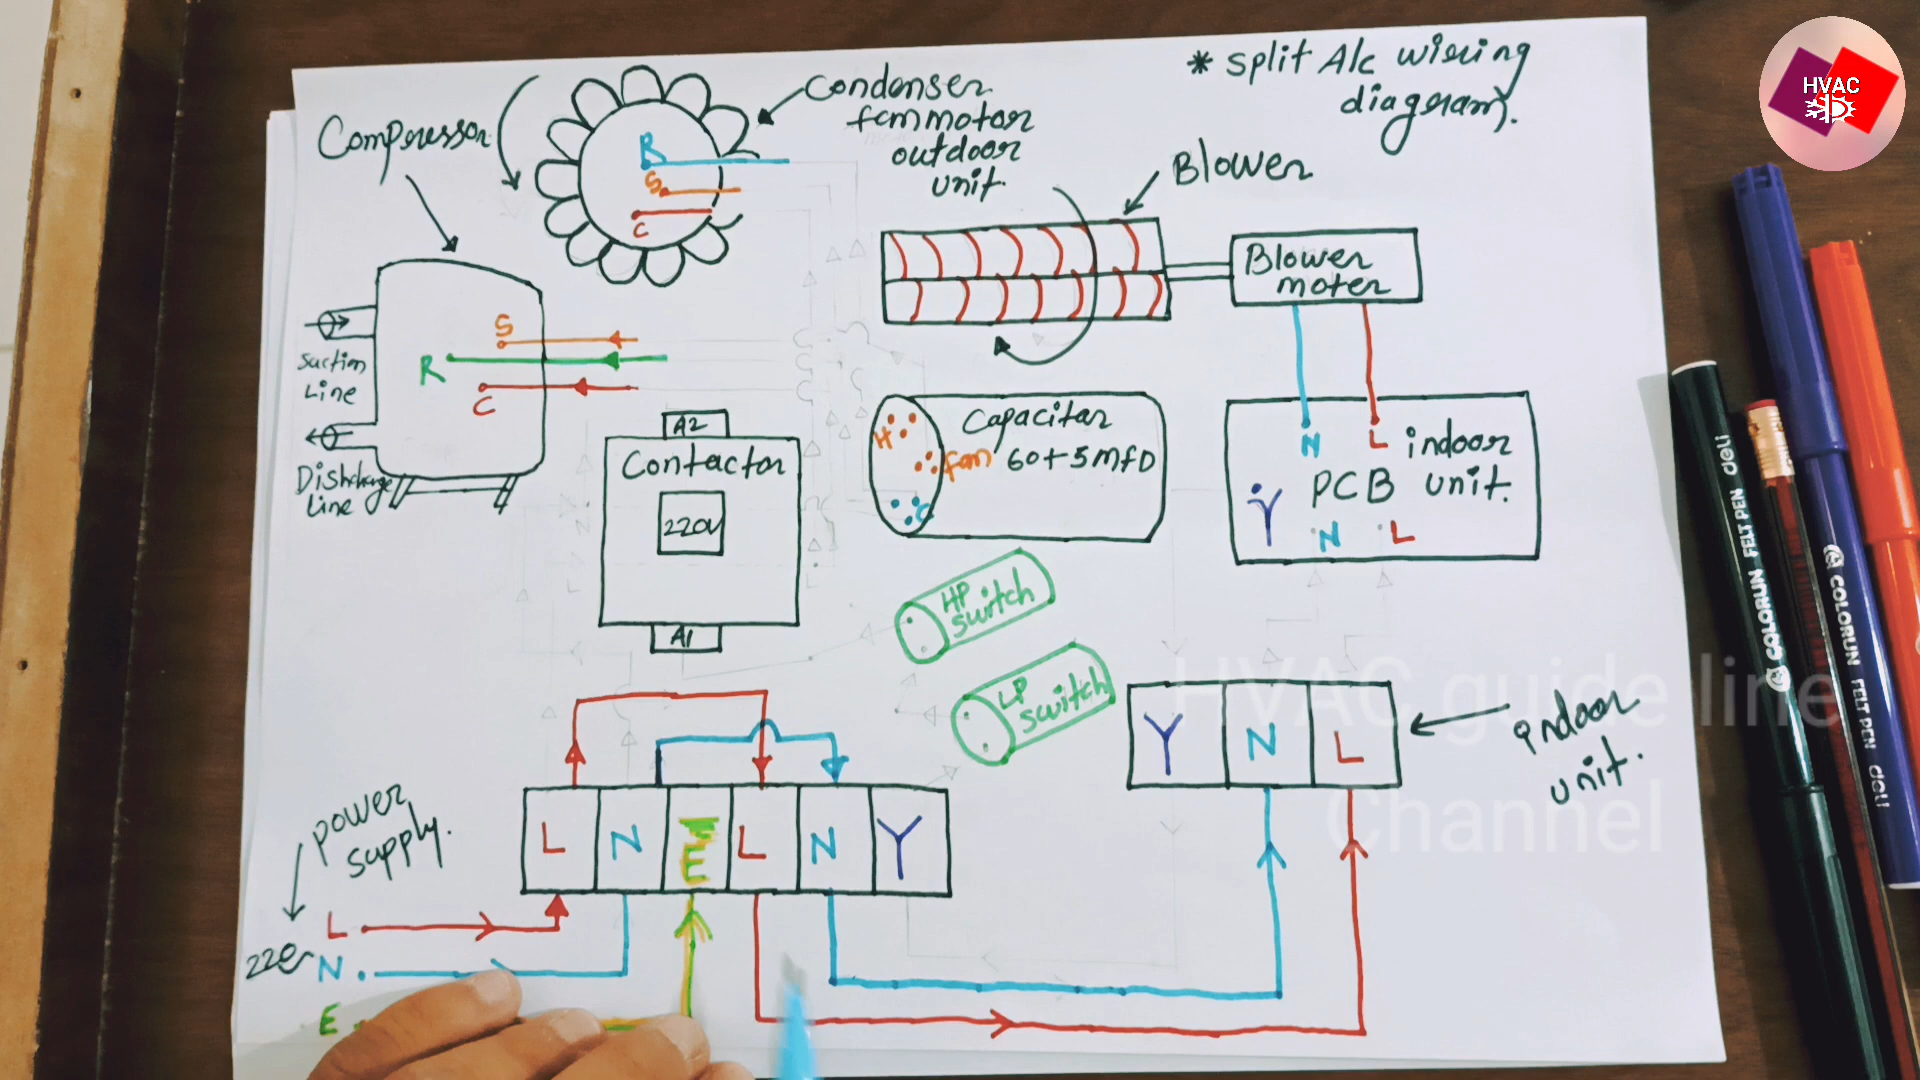 * Split A/c wiring
diagram.
HVAC
Compressor
Condenser
fan motor
outdoor
unit.
B
S
C
Blower
Blower
moter
Suction
Line
Dishcharge
Line
S
R
C
A2
Contactor
220V
A1
H
fan
C
Capacitor
60+5mfD
N L indoor
PCB unit.
Y N L
HP
switch
LP
switch
Y N L
indoor
unit.
HVAC guide line
Channel
power
supply.
L N E L N Y
L
220
N
E
deli
COLORUN FELT PEN
COLORUN FELT PEN deli